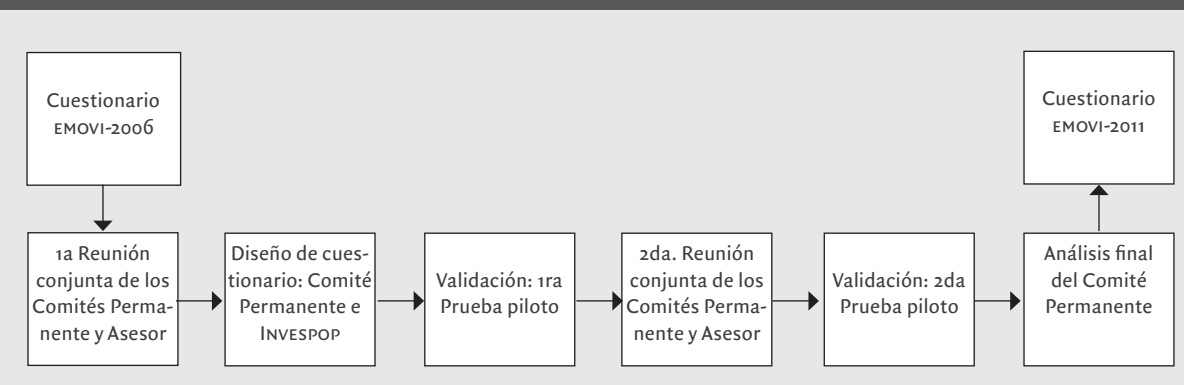 Cuestionario
EMOVI-2006
Cuestionario
EMOVI-2011
1a Reunión
conjunta de los
Comités Perma-
nente y Asesor
Diseño de cues-
tionario: Comité
Permanente e
INVESPOP
Validación: 1ra
Prueba piloto
2da. Reunión
conjunta de los
Comités Perma-
nente y Asesor
Validación: 2da
Prueba piloto
Análisis final
del Comité
Permanente